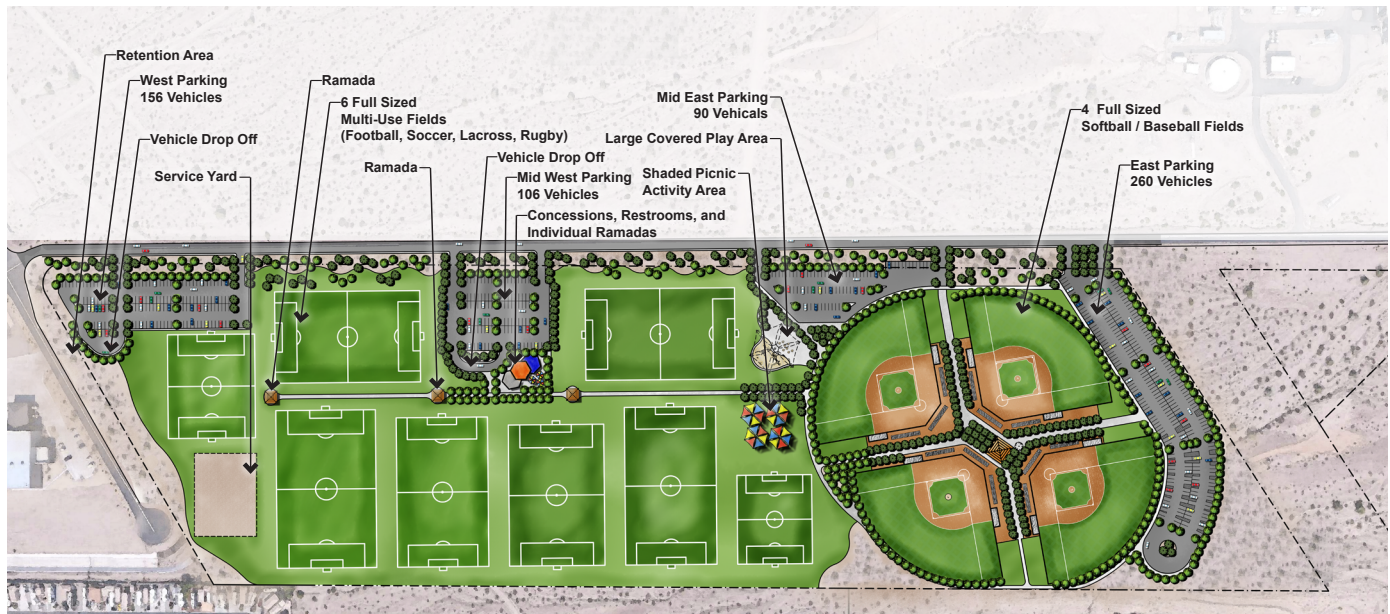 Retention Area
West Parking
156 Vehicles
Vehicle Drop Off
Service Yard
Ramada
6 Full Sized
Multi-Use Fields
(Football, Soccer, Lacross, Rugby)
Ramada
Vehicle Drop Off
Mid West Parking
106 Vehicles
Concessions, Restrooms, and
Individual Ramadas
Mid East Parking
90 Vehicals
Large Covered Play Area
Shaded Picnic
Activity Area
4 Full Sized
Softball / Baseball Fields
East Parking
260 Vehicles